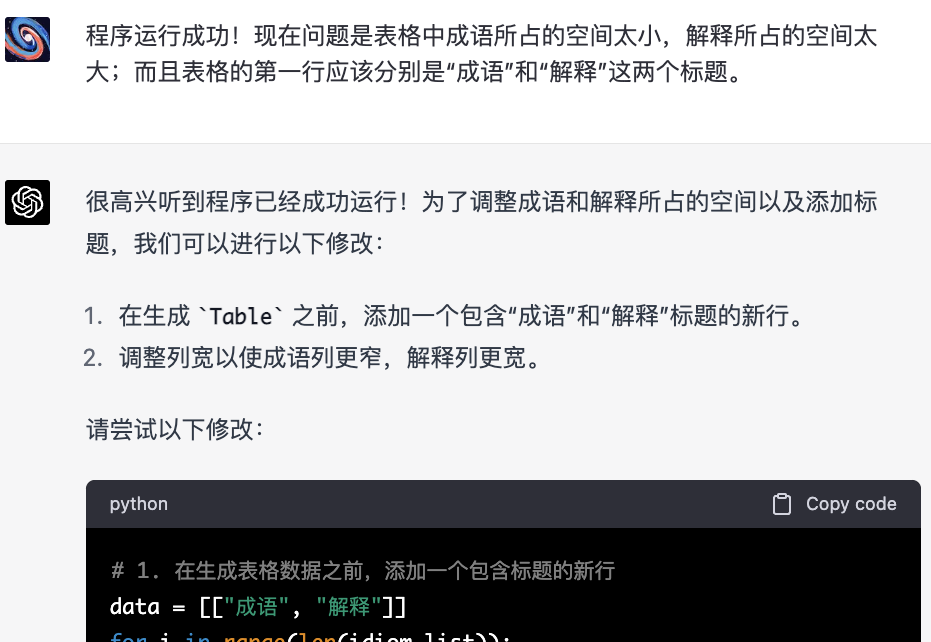 程序运行成功！现在问题是表格中成语所占的空间太小，解释所占的空间太
大；而且表格的第一行应该分别是“成语”和“解释”这两个标题。
很高兴听到程序已经成功运行！为了调整成语和解释所占的空间以及添加标
题，我们可以进行以下修改：
1. 在生成 `Table` 之前，添加一个包含“成语”和“解释”标题的新行。
2. 调整列宽以使成语列更窄，解释列更宽。
请尝试以下修改：
python Copy code
# 1. 在生成表格数据之前，添加一个包含标题的新行
data = [["成语", "解释"]]
for i in range(len(idiom_list)):